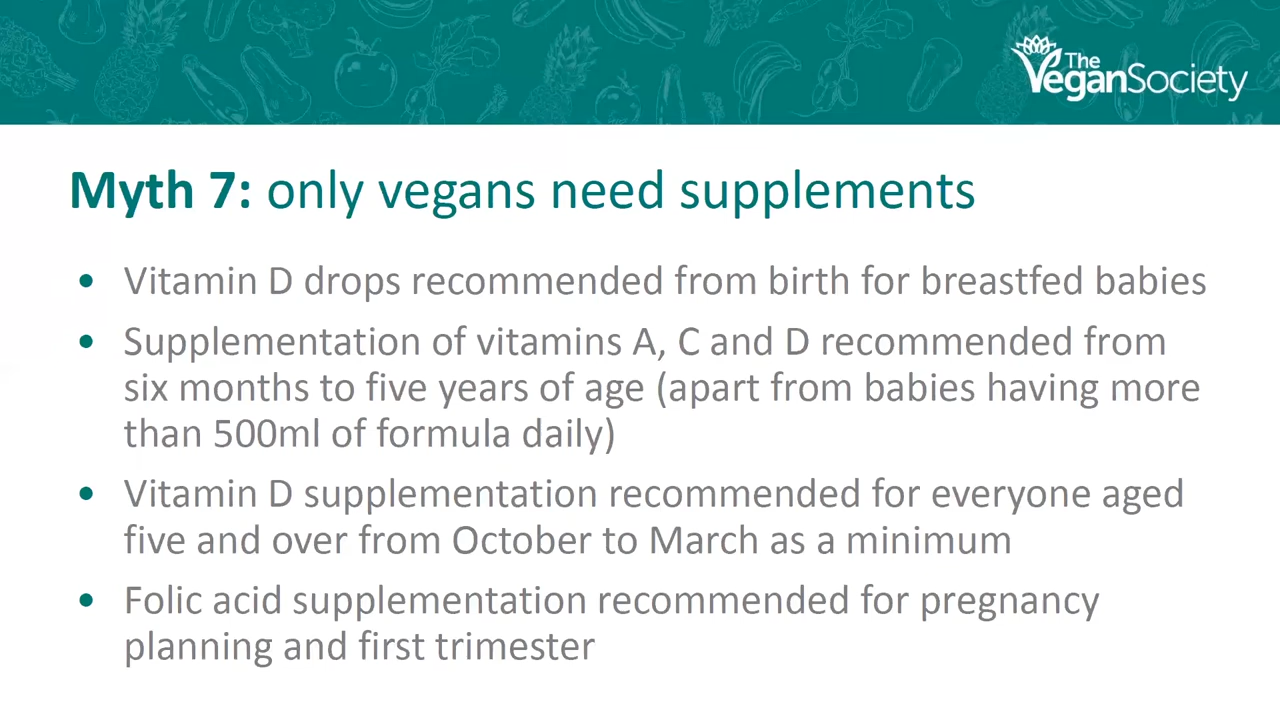 The
VeganSociety
Myth 7: only vegans need supplements
• Vitamin D drops recommended from birth for breastfed babies
• Supplementation of vitamins A, C and D recommended from
six months to five years of age (apart from babies having more
than 500ml of formula daily)
• Vitamin D supplementation recommended for everyone aged
five and over from October to March as a minimum
• Folic acid supplementation recommended for pregnancy
planning and first trimester